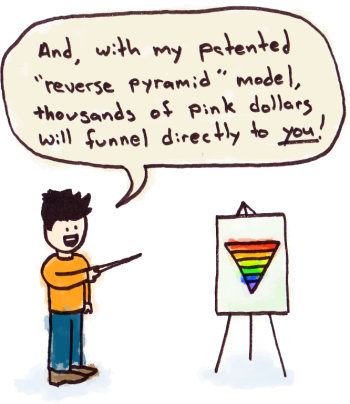 And, with my patented
"reverse pyramid" model,
thousands of pink dollars
will funnel directly to you!